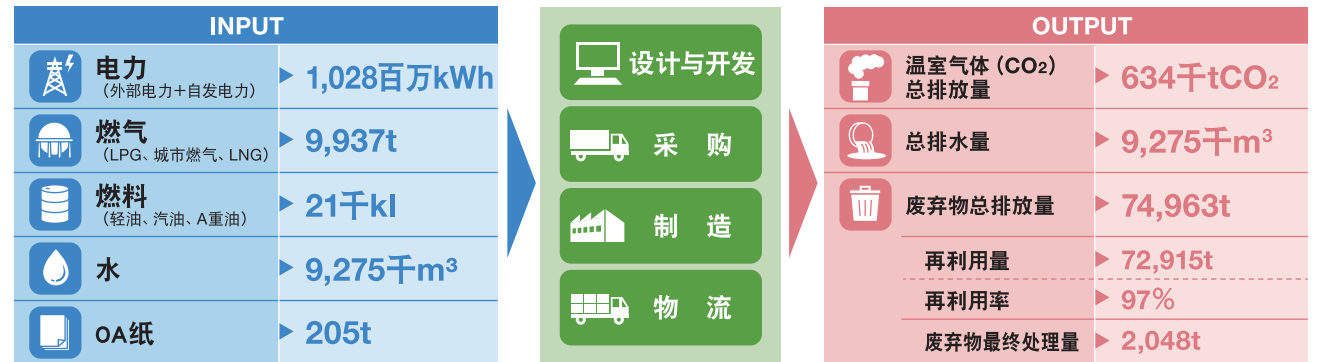 INPUT
电力
（外部电力＋自发电力）
1,028百万kWh
燃气
（LPG、城市燃气、LNG）
9,937t
燃料
（轻油、汽油、A重油）
21千kl
水
9,275千m³
OA纸
205t
设计与开发
采 购
制 造
物 流
OUTPUT
温室气体（CO₂）
总排放量
634千tCO₂
总排水量
9,275千m³
废弃物总排放量
74,963t
再利用量
72,915t
再利用率
97%
废弃物最终处理量
2,048t